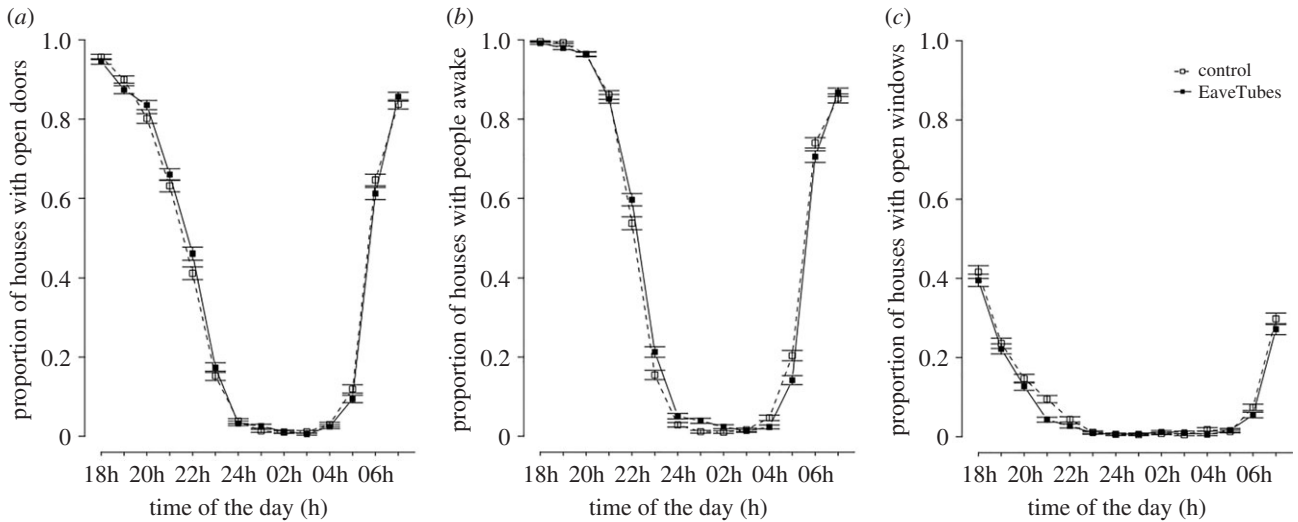 (a)
proportion of houses with open doors
1.0
0.8
0.6
0.4
0.2
0
18h 20h 22h 24h 02h 04h 06h
time of the day (h)
(b)
proportion of houses with people awake
1.0
0.8
0.6
0.4
0.2
0
18h 20h 22h 24h 02h 04h 06h
time of the day (h)
(c)
proportion of houses with open windows
1.0
0.8
0.6
0.4
0.2
0
18h 20h 22h 24h 02h 04h 06h
time of the day (h)
control
EaveTubes